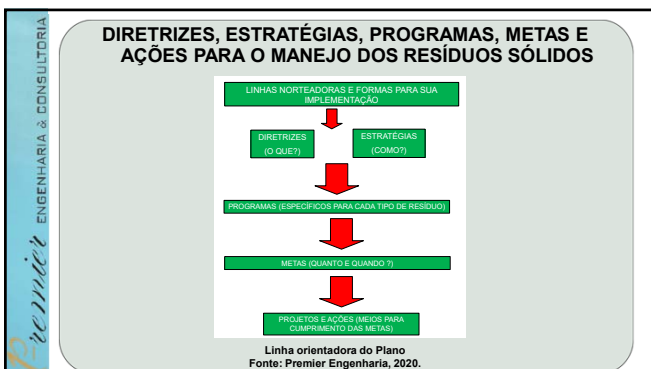 DIRETRIZES, ESTRATÉGIAS, PROGRAMAS, METAS E
AÇÕES PARA O MANEJO DOS RESÍDUOS SÓLIDOS
LINHAS NORTEADORAS E FORMAS PARA SUA
IMPLEMENTAÇÃO
DIRETRIZES
(O QUE?)
ESTRATÉGIAS
(COMO?)
PROGRAMAS (ESPECÍFICOS PARA CADA TIPO DE RESÍDUO)
METAS (QUANTO E QUANDO ?)
PROJETOS E AÇÕES (MEIOS PARA
CUMPRIMENTO DAS METAS)
Linha orientadora do Plano
Fonte: Premier Engenharia, 2020.
Premier ENGENHARIA & CONSULTORIA